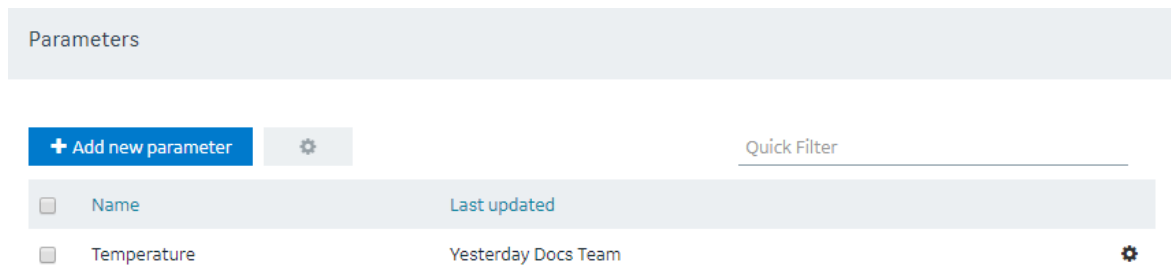 Parameters
Add new parameter
Quick Filter
Name Last updated
Temperature Yesterday Docs Team